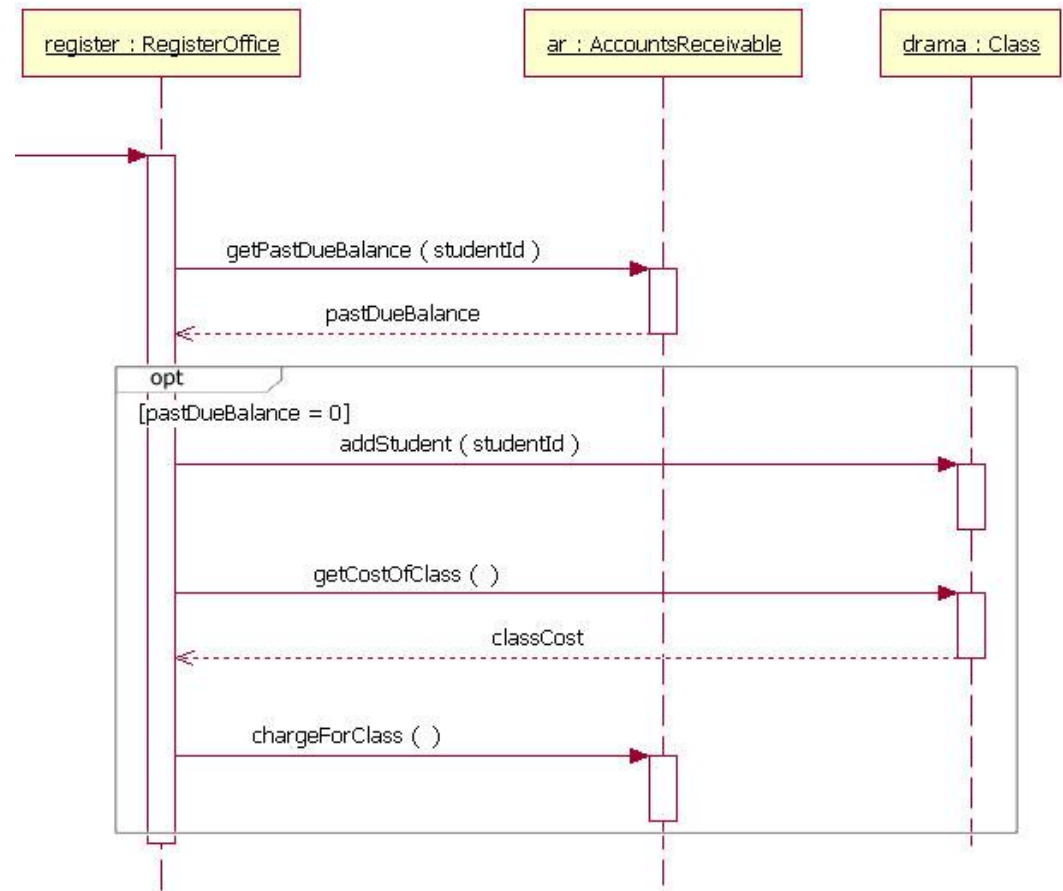 register : RegisterOffice
ar : AccountsReceivable
drama : Class
getPastDueBalance ( studentId )
pastDueBalance
opt
[pastDueBalance = 0]
addStudent ( studentId )
getCostOfClass ( )
classCost
chargeForClass ( )